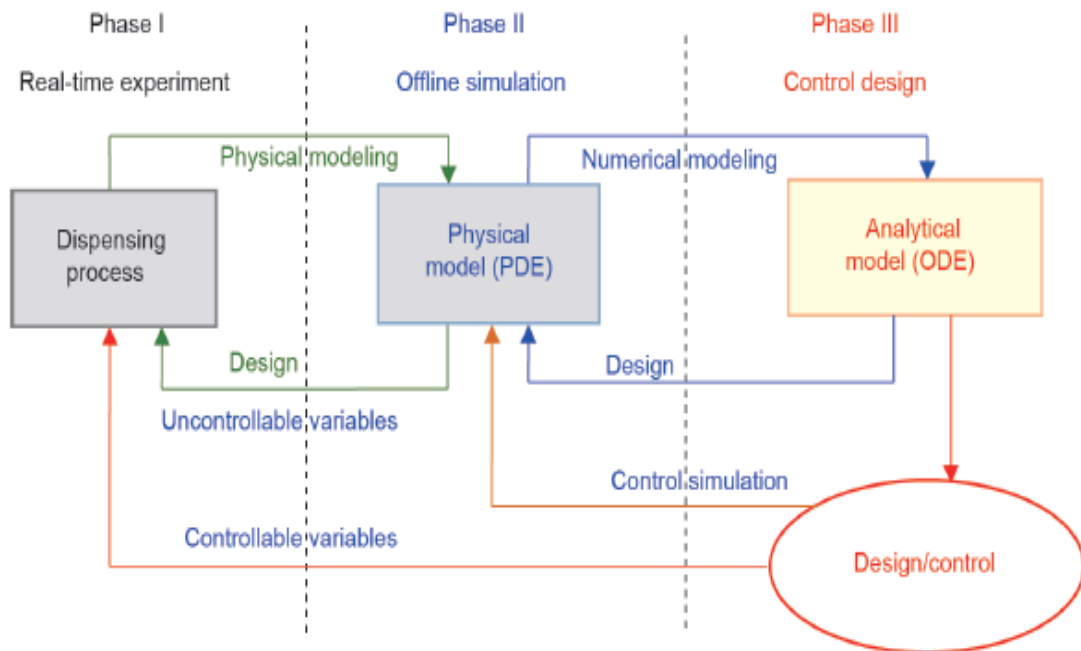 Phase I
Phase II
Phase III
Real-time experiment
Offline simulation
Control design
Physical modeling
Numerical modeling
Dispensing
process
Physical
model (PDE)
Analytical
model (ODE)
Design
Design
Uncontrollable variables
Control simulation
Controllable variables
Design/control